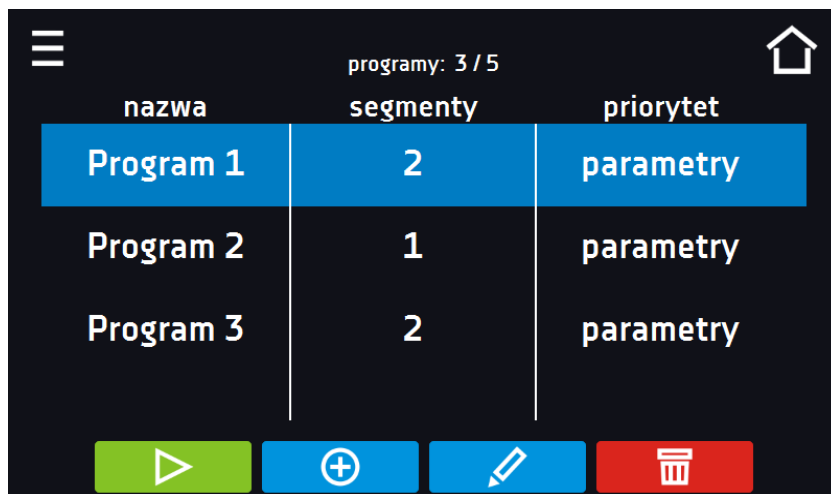 programy: 3 / 5
nazwa segmenty priorytet
Program 1 2 parametry
Program 2 1 parametry
Program 3 2 parametry